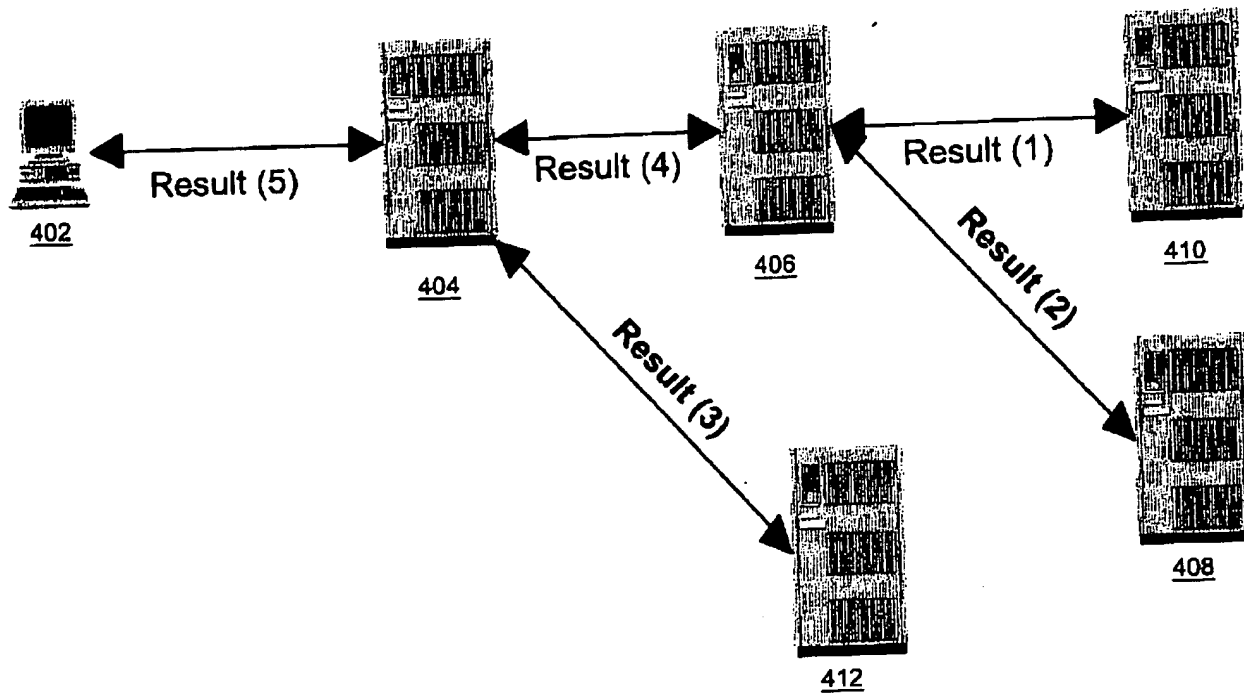 Result (5)
Result (4)
Result (1)
402
404
406
410
Result (2)
Result (3)
408
412